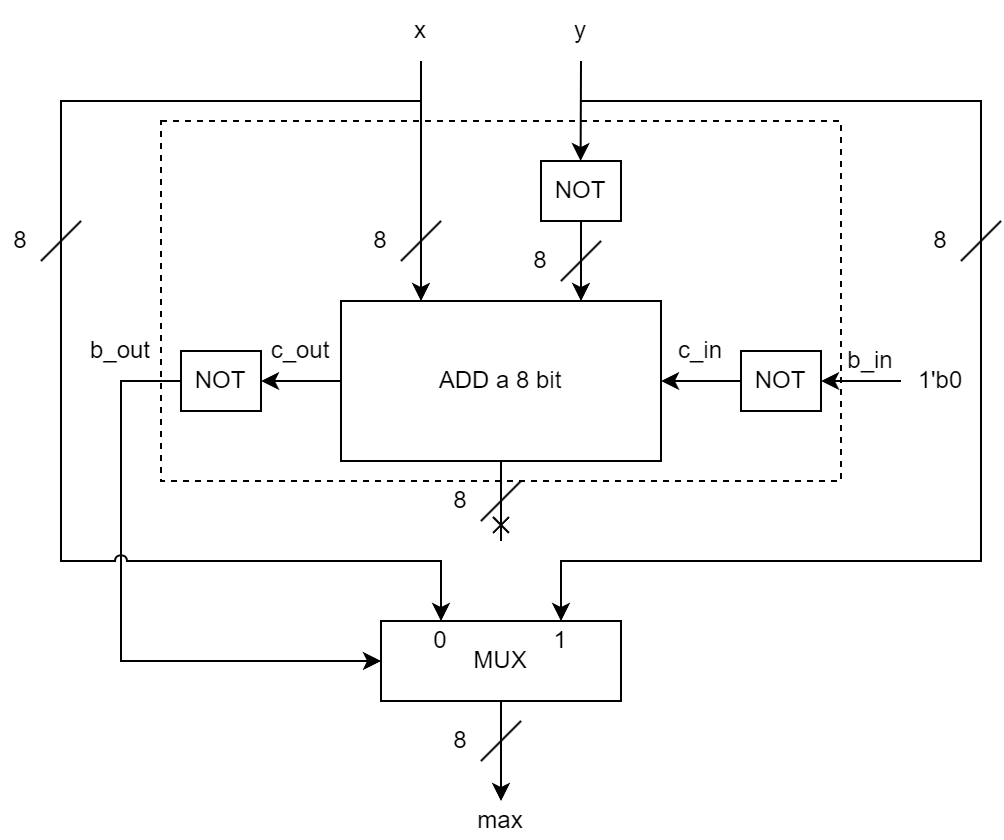 x
y
NOT
8
8
8
8
b_out
NOT
c_out
ADD a 8 bit
c_in
NOT
b_in
1'b0
8
0
1
MUX
8
max